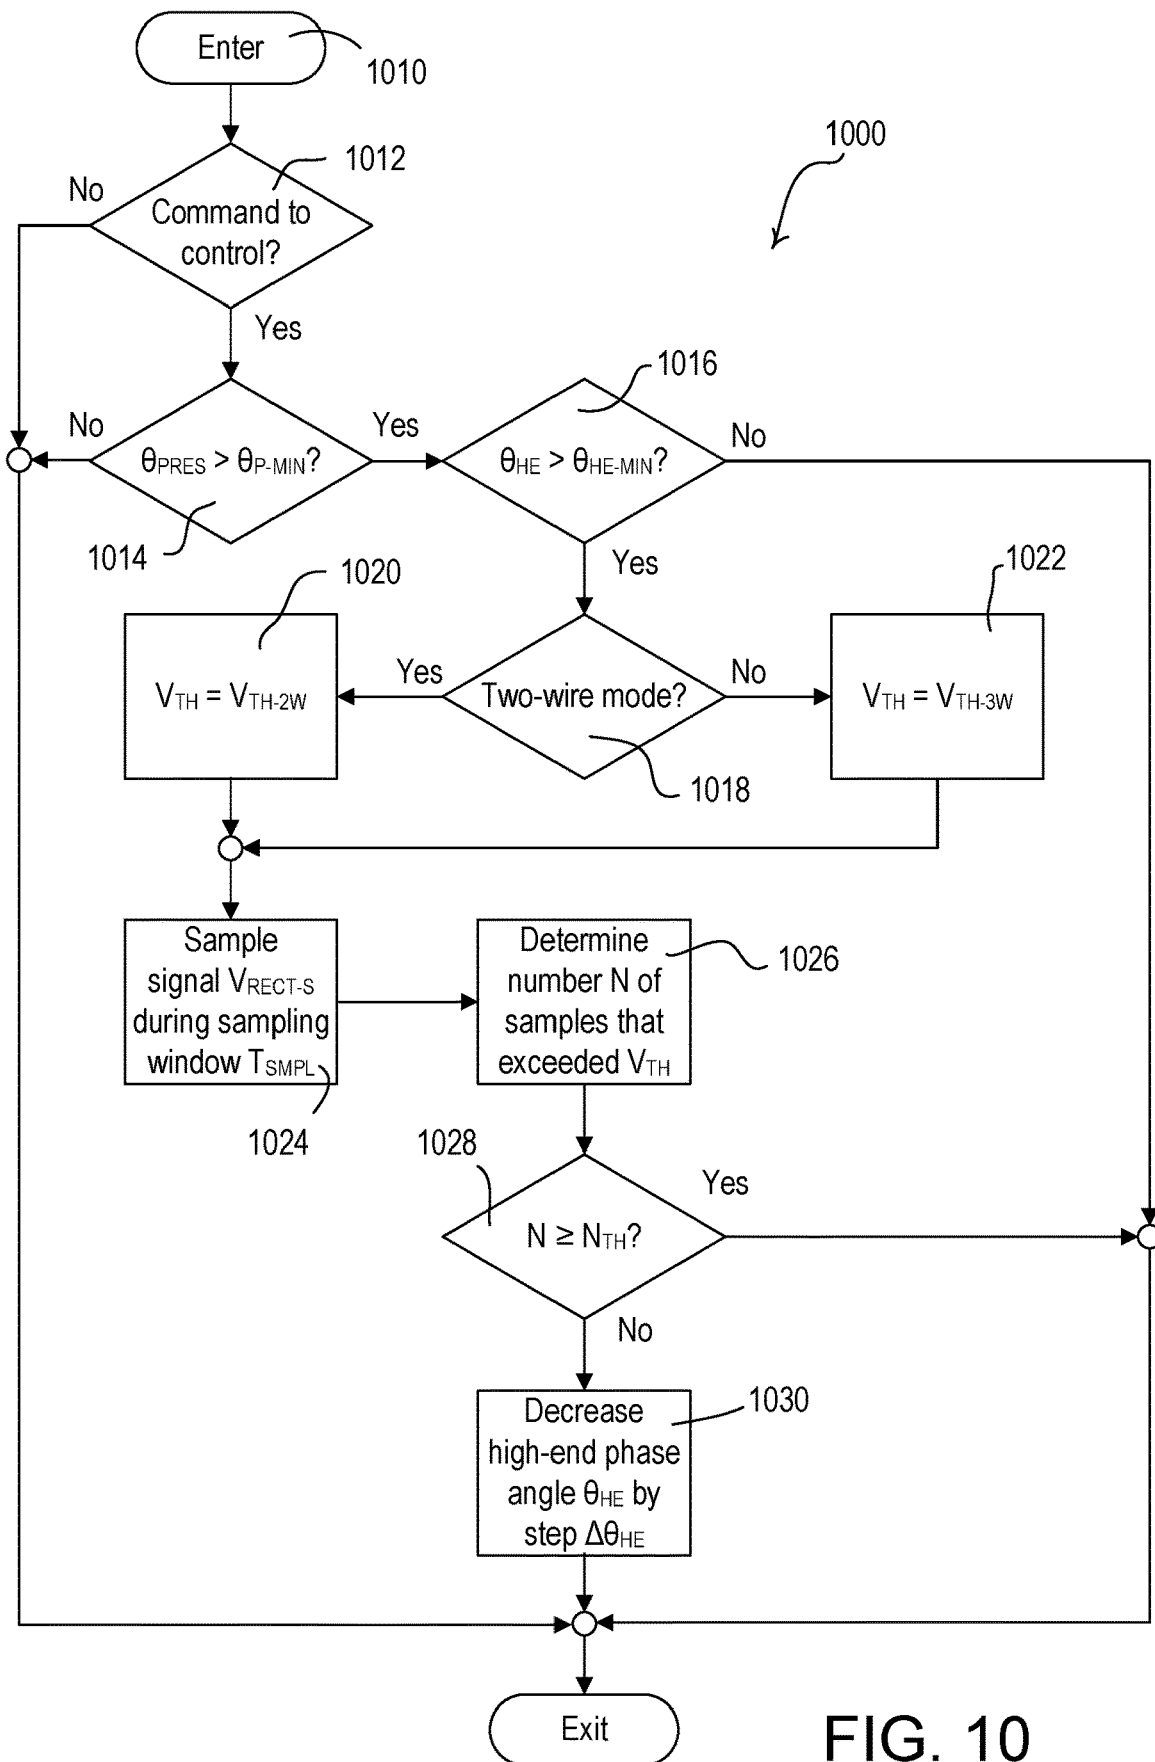 Enter
1010
1000
1012
No
Command to
control?
Yes
1016
No
Yes
No
θPRES > θP-MIN?
θHE > θHE-MIN?
1014
Yes
1020
1022
Yes
No
VTH = VTH-2W
Two-wire mode?
VTH = VTH-3W
1018
Sample
signal VRECT-S
during sampling
window TSMPL
1024
Determine
number N of
samples that
exceeded VTH
1026
1028
Yes
N ≥ NTH?
No
1030
Decrease
high-end phase
angle θHE by
step ΔθHE
Exit
FIG. 10